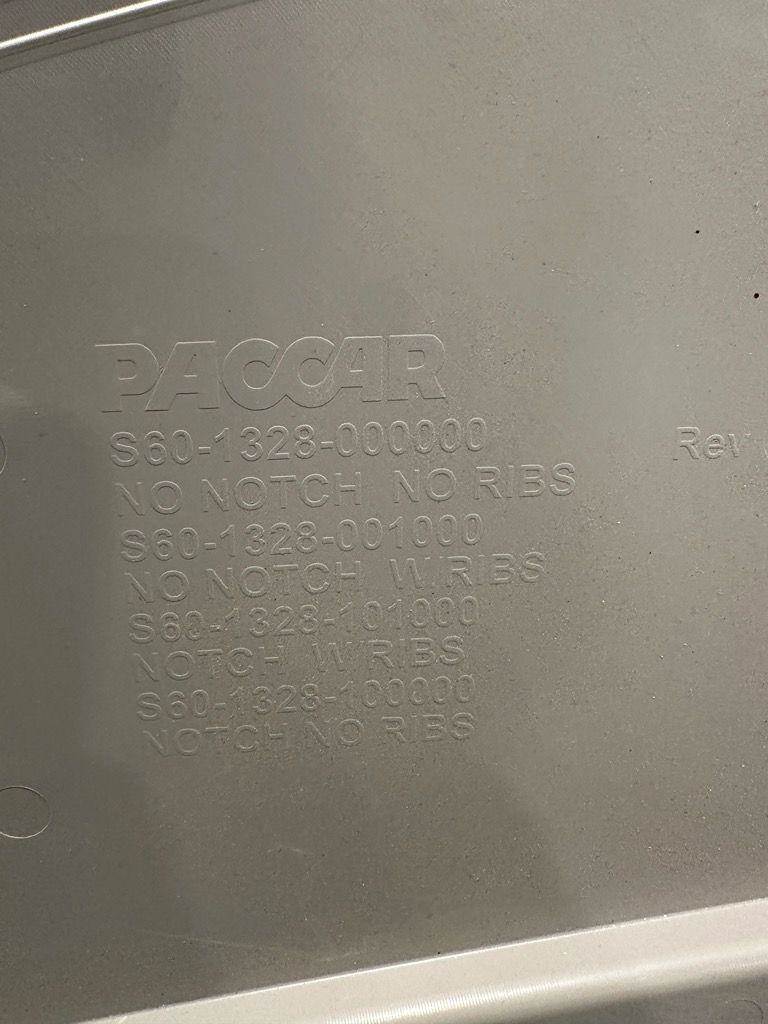 PACCAR
S60-1328-000000
NO NOTCH NO RIBS
S60-1328-001000
NO NOTCH W.RIBS
S60-1328-101000
NOTCH W.RIBS
S60-1328-100000
NOTCH NO RIBS
Rev